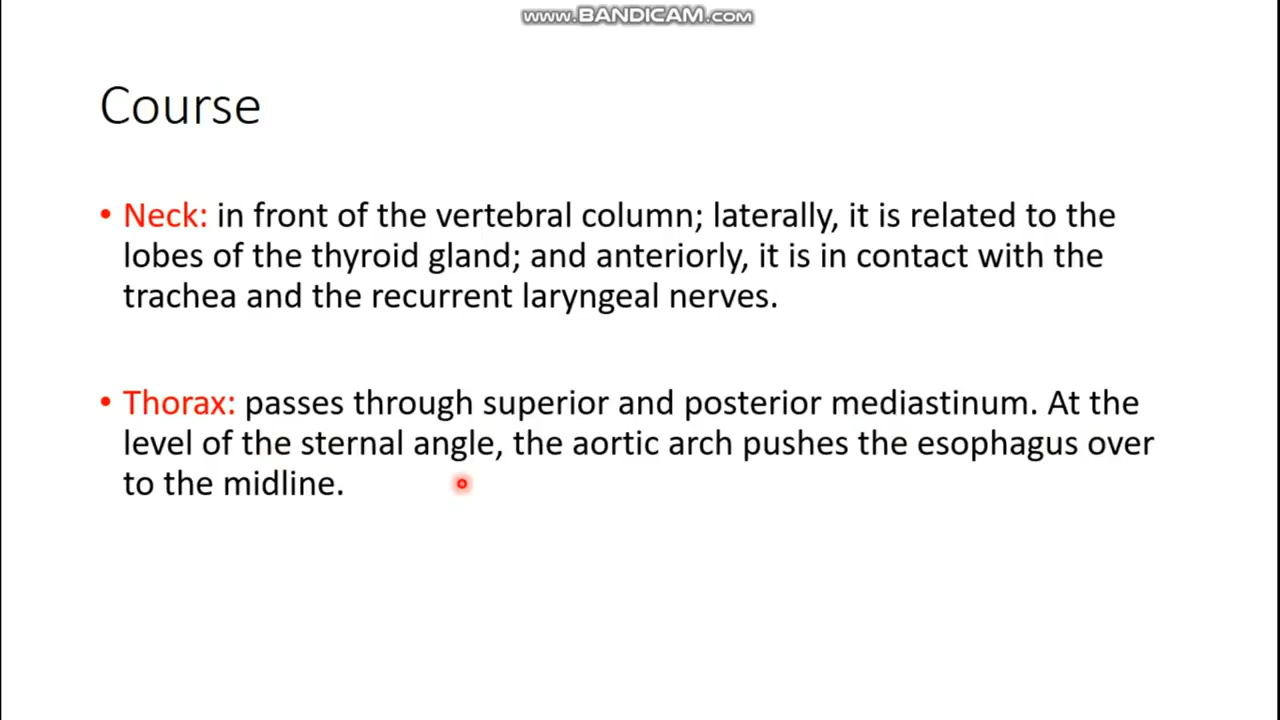 www.BANDICAM.com
Course
• Neck: in front of the vertebral column; laterally, it is related to the
lobes of the thyroid gland; and anteriorly, it is in contact with the
trachea and the recurrent laryngeal nerves.
• Thorax: passes through superior and posterior mediastinum. At the
level of the sternal angle, the aortic arch pushes the esophagus over
to the midline.